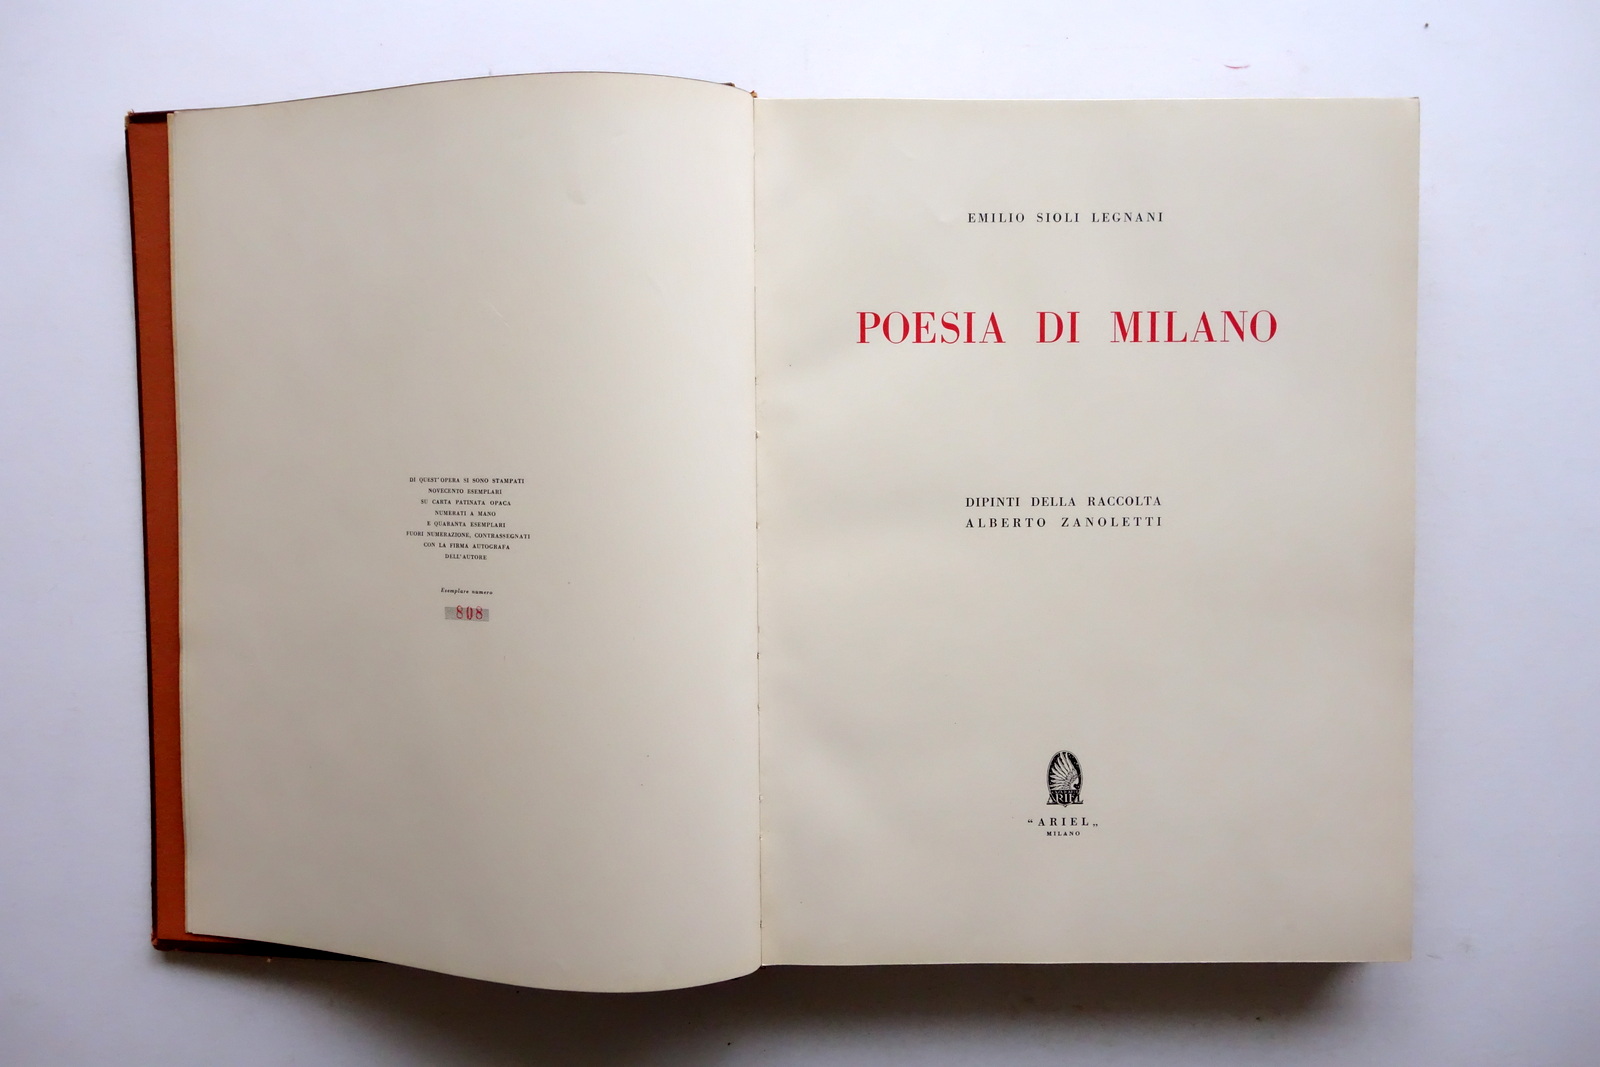 DI QUEST'OPERA SI SONO STAMPATI
NOVECENTO ESEMPLARI
SU CARTA PATINATA OPACA
NUMERATI A MANO
E QUARANTA ESEMPLARI
FUORI NUMERAZIONE, CONTRASSEGNATI
CON LA FIRMA AUTOGRAFA
DELL'AUTORE
Esemplare numero
808
EMILIO SIOLI LEGNANI
POESIA DI MILANO
DIPINTI DELLA RACCOLTA
ALBERTO ZANOLETTI
ARIEL
“ARIEL„
MILANO